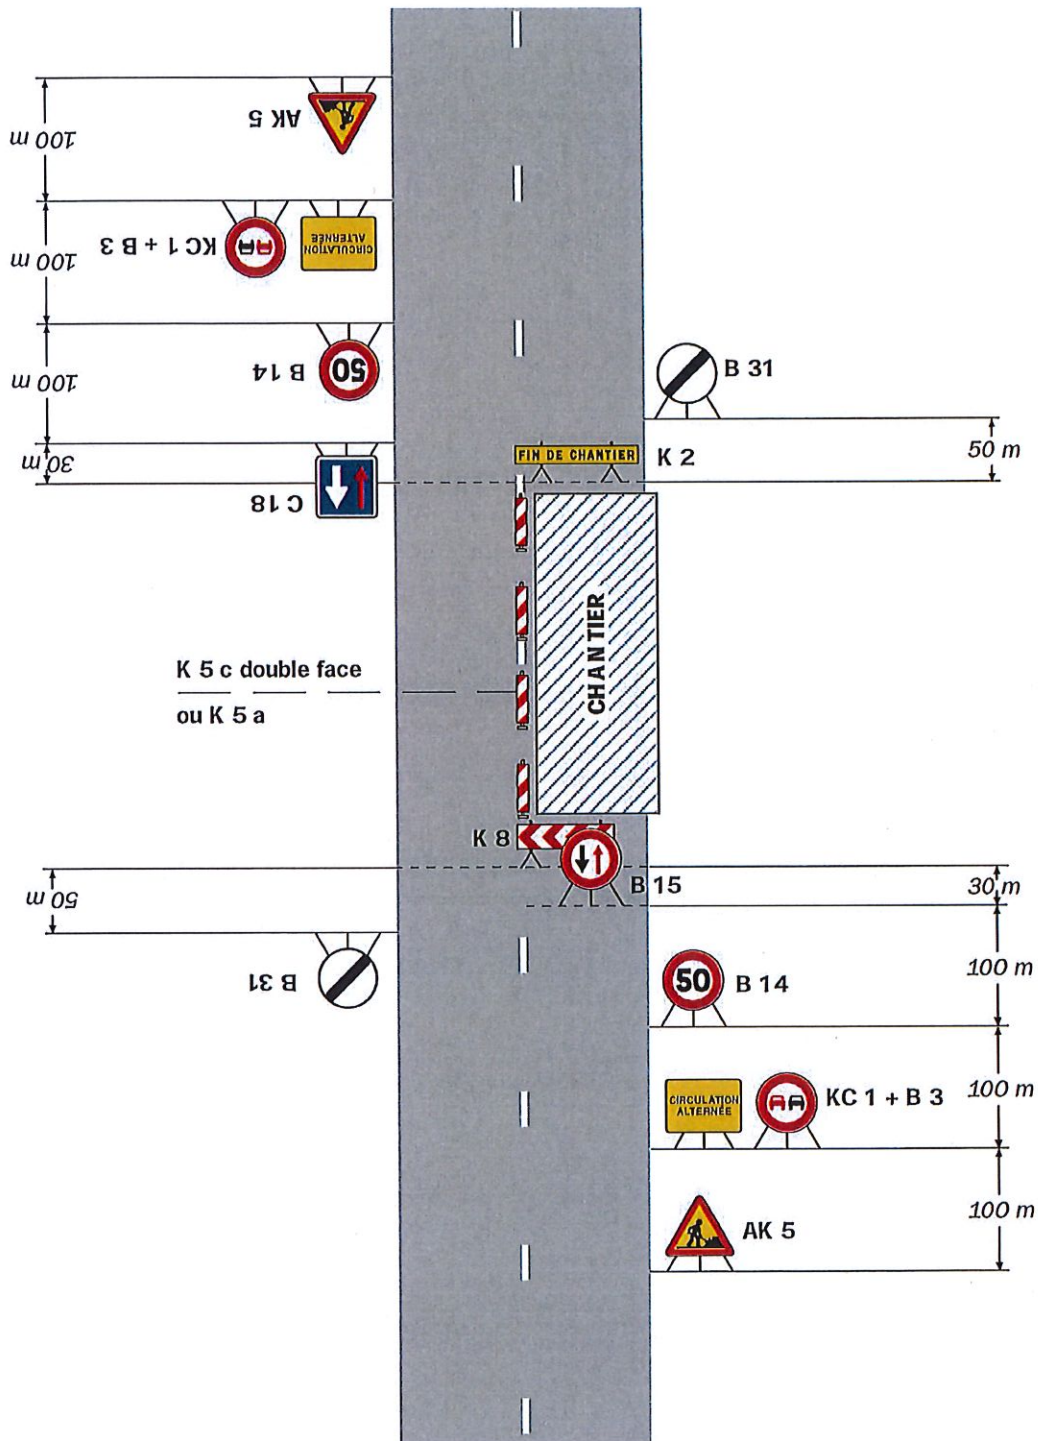 AK 5
100 m
KC 1 + B 3
CIRCULATION
ALTERNÉE
100 m
B 14
50
100 m
B 31
30 m
C 18
FIN DE CHANTIER
K 2
50 m
CHANTIER
K 5 c double face
ou K 5 a
K 8
B 15
30 m
50 m
B 31
50
B 14
100 m
CIRCULATION
ALTERNÉE
KC 1 + B 3
100 m
AK 5
100 m